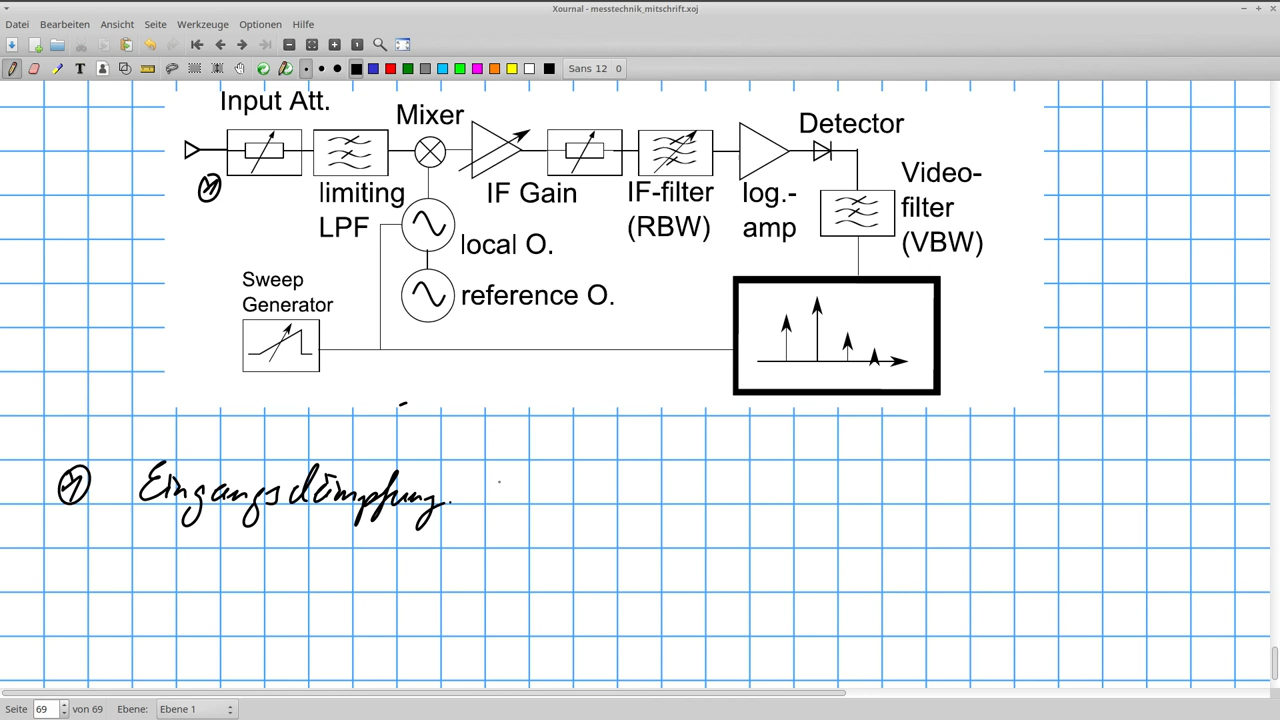 Xournal - messtechnik_mitschrift.xoj
Datei Bearbeiten Ansicht Seite Werkzeuge Optionen Hilfe
Sans 12 0
Input Att.
Mixer
Detector
limiting
LPF
IF Gain
IF-filter
(RBW)
log.-
amp
Video-
filter
(VBW)
local O.
reference O.
Sweep
Generator
Eingangsdämpfung.
Seite 69 von 69 Ebene: Ebene 1